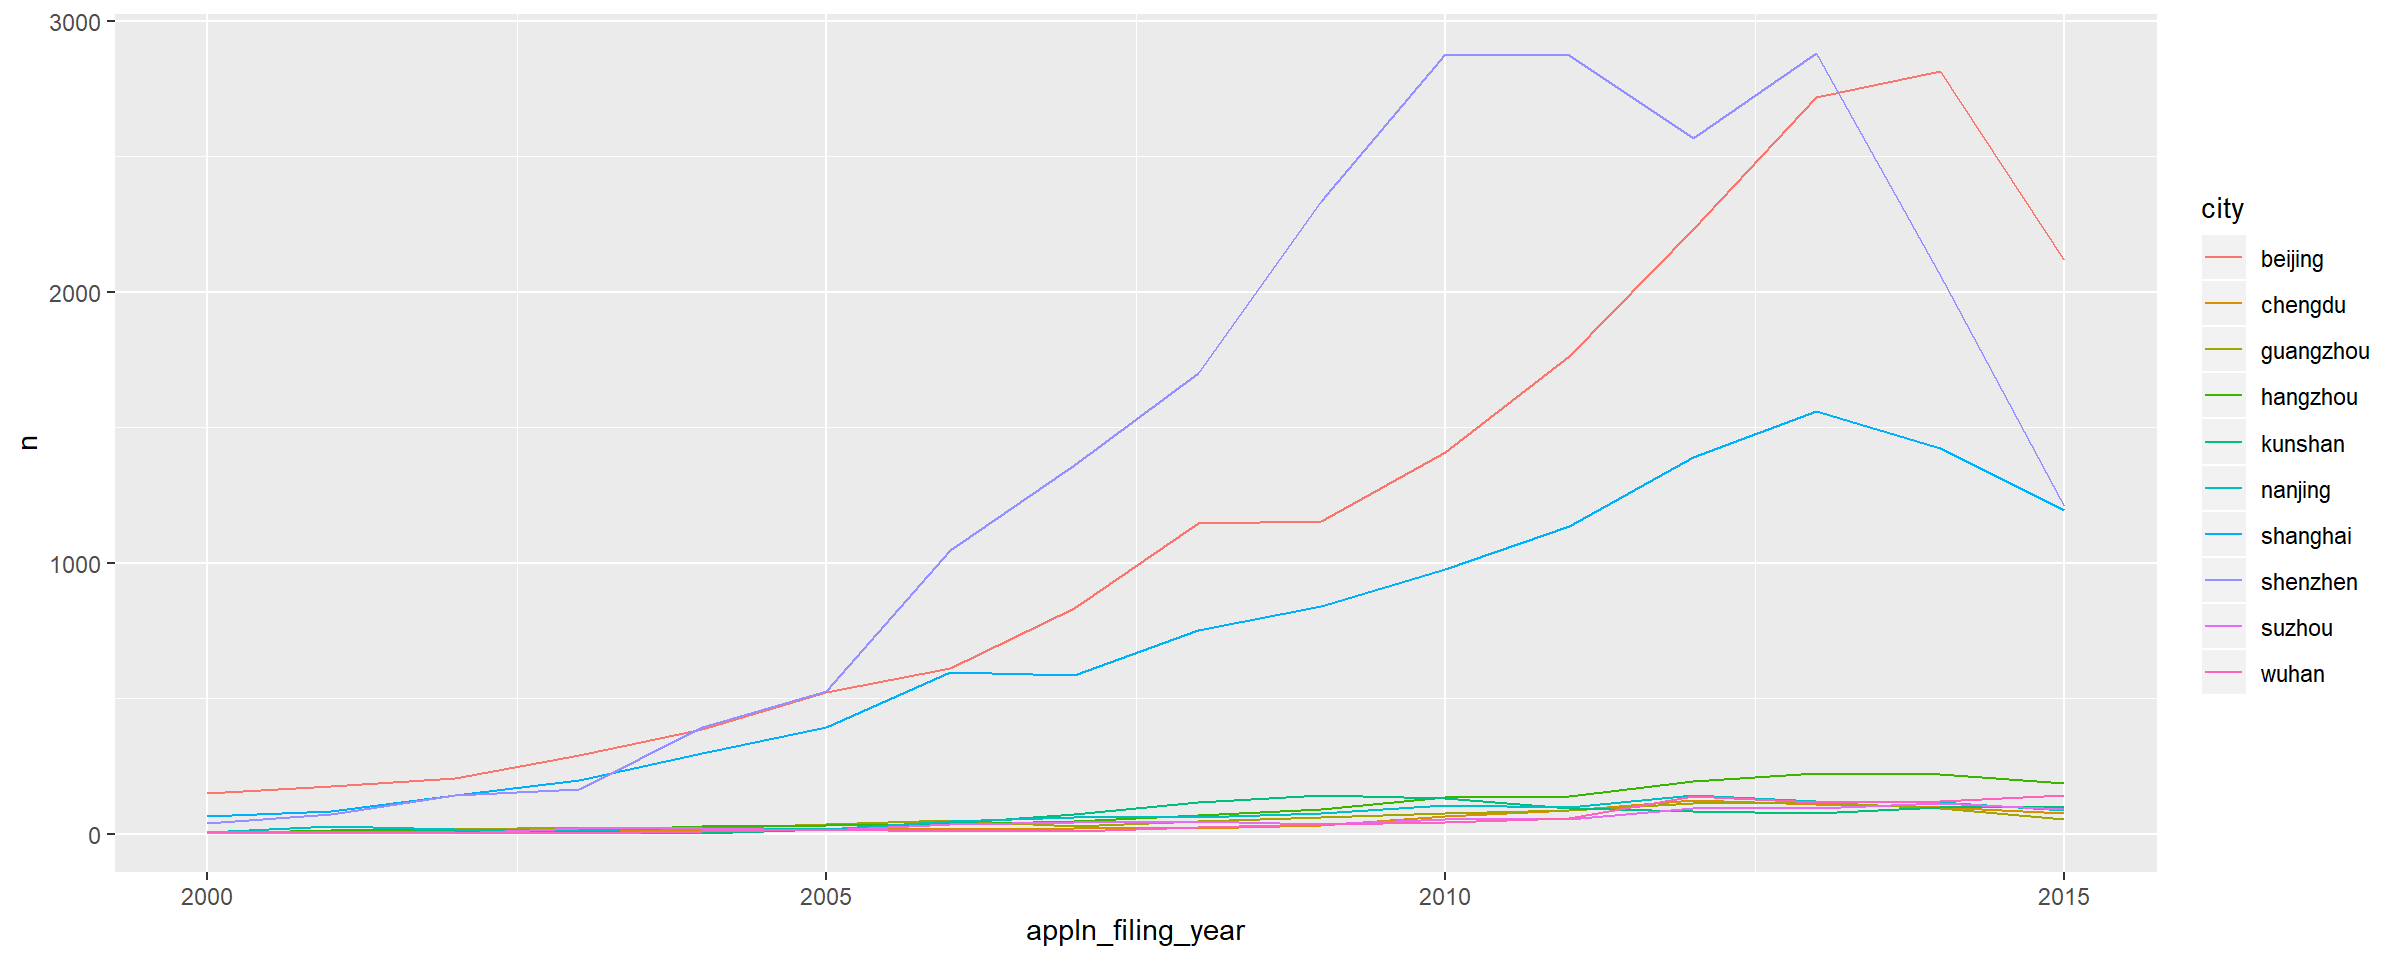 3000
2000
1000
0
n
2000
2005
2010
2015
appln_filing_year
city
beijing
chengdu
guangzhou
hangzhou
kunshan
nanjing
shanghai
shenzhen
suzhou
wuhan